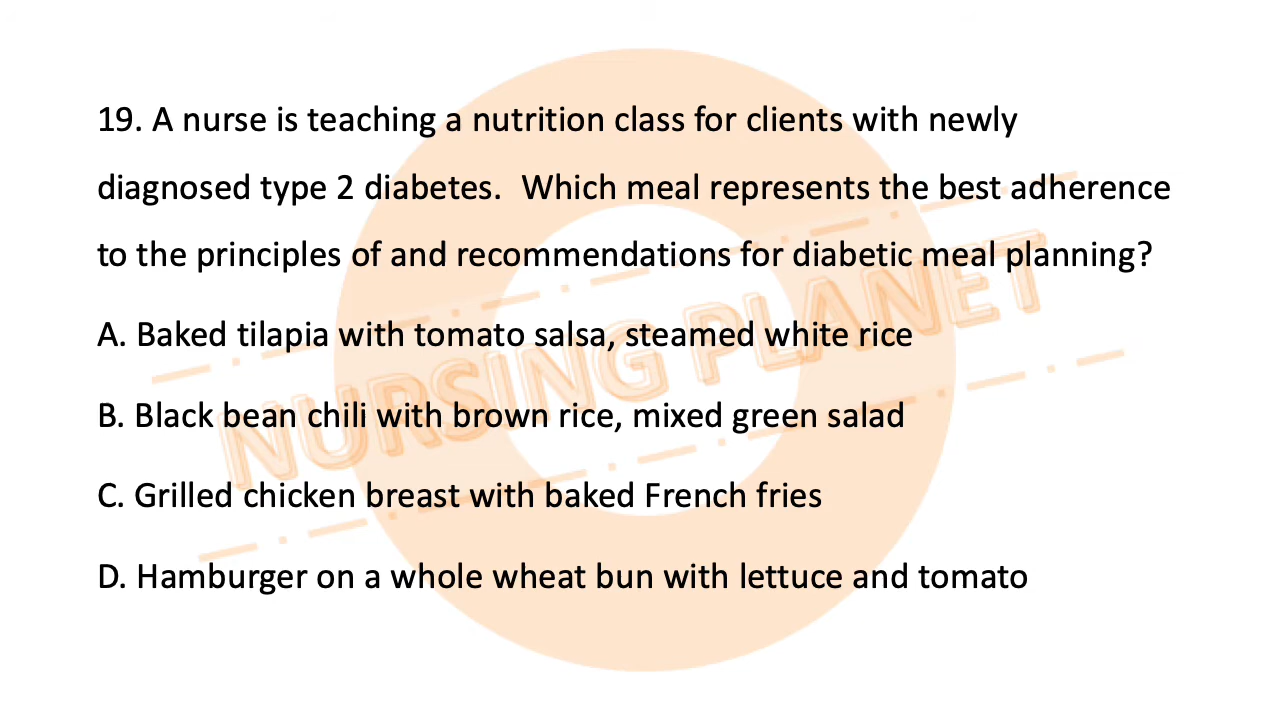 19. A nurse is teaching a nutrition class for clients with newly
diagnosed type 2 diabetes.  Which meal represents the best adherence
to the principles of and recommendations for diabetic meal planning?
A. Baked tilapia with tomato salsa, steamed white rice
B. Black bean chili with brown rice, mixed green salad
C. Grilled chicken breast with baked French fries
D. Hamburger on a whole wheat bun with lettuce and tomato
NURSING PLANET